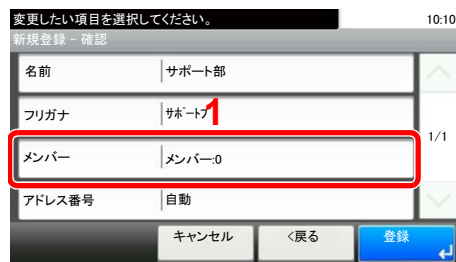 変更したい項目を選択してください。 10:10
新規登録 - 確認
名前 サポート部
フリガナ ｻﾎﾟｰﾄﾌ
1
1/1
メンバー メンバー:0
アドレス番号 自動
キャンセル <戻る 登録